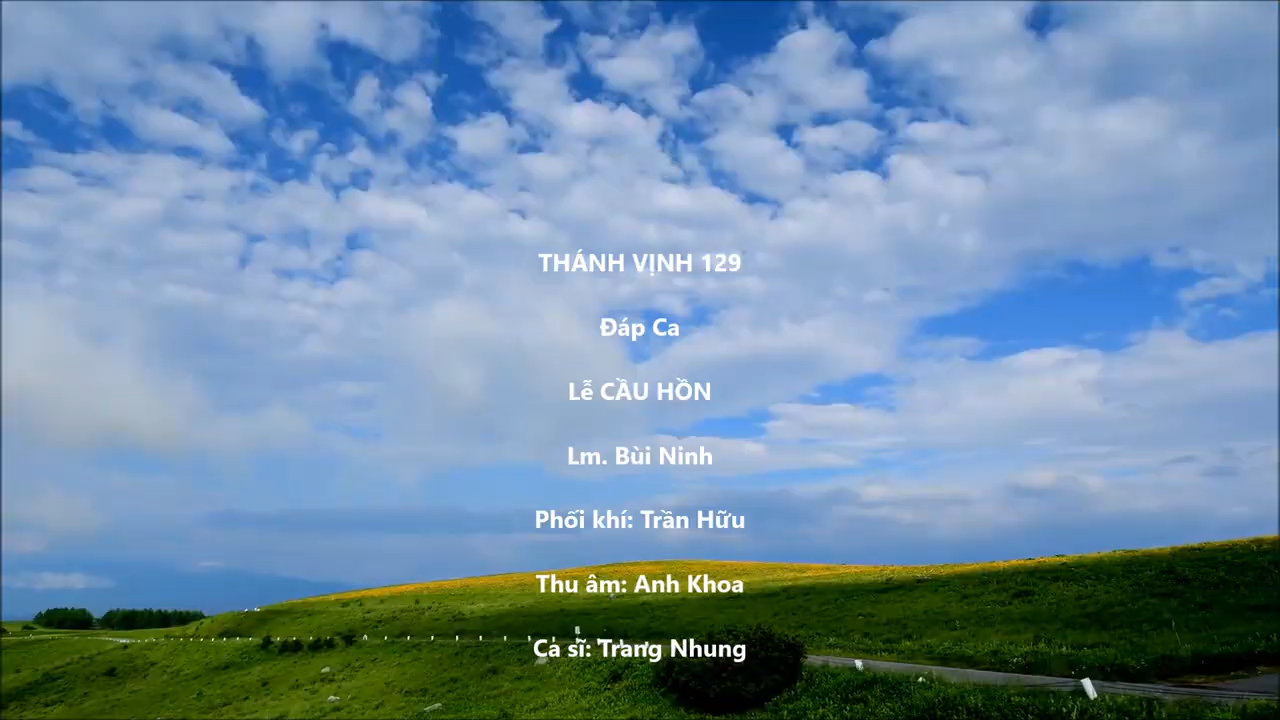 THÁNH VỊNH 129
Đáp Ca
Lễ CẦU HỒN
Lm. Bùi Ninh
Phối khí: Trần Hữu
Thu âm: Anh Khoa
Ca sĩ: Trang Nhung